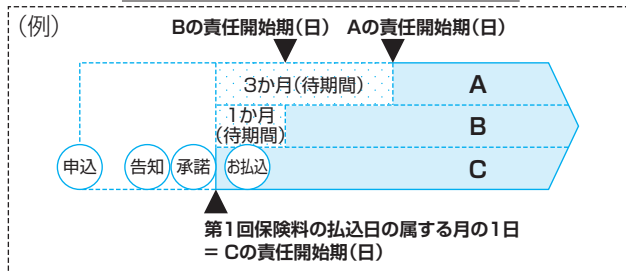 (例)
Bの責任開始期(日) Aの責任開始期(日)
3か月(待期間)
A
1か月
(待期間)
B
申込
告知
承諾
お払込
C
第1回保険料の払込日の属する月の1日
= Cの責任開始期(日)